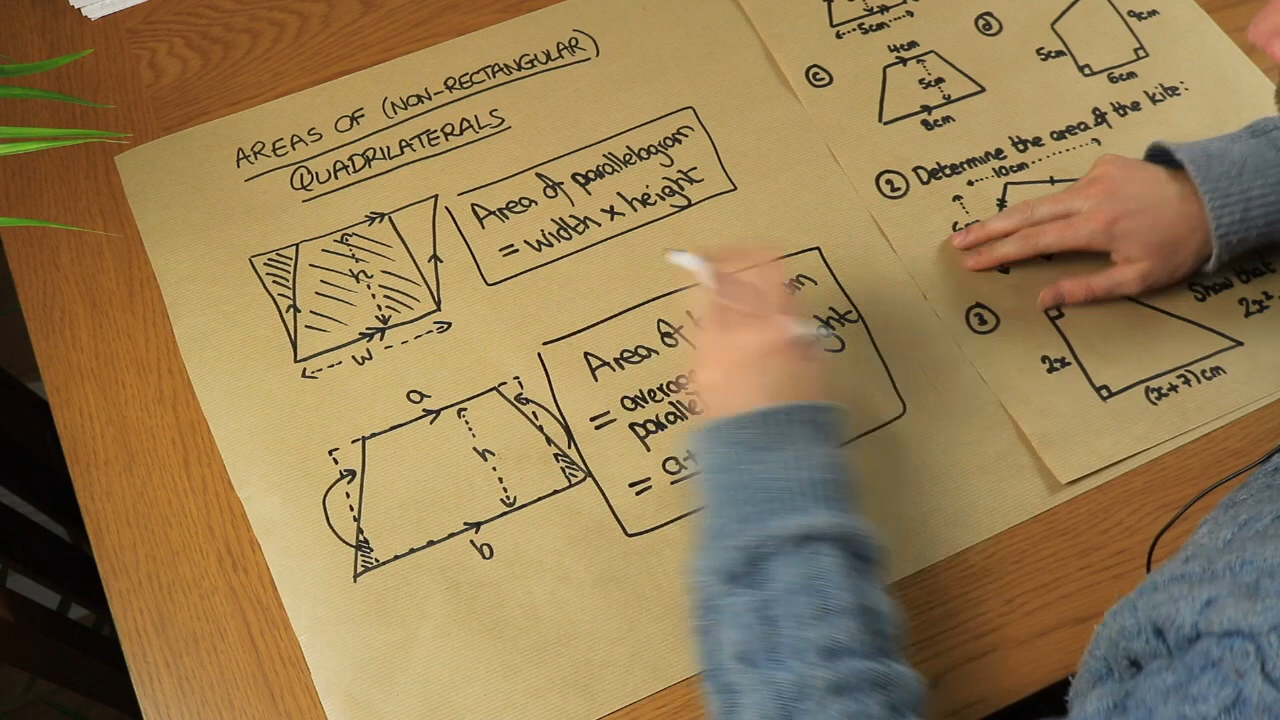 AREAS OF (NON-RECTANGULAR)
QUADRILATERALS
Area of parallelogram
= width x height
h
w
a
h
b
Area of
= average
= a+
5cm
c
4cm
5cm
8cm
d
9cm
5cm
6cm
2 Determine the area of the kite:
10cm
3
2x
(x+7)cm
Show that
2x²